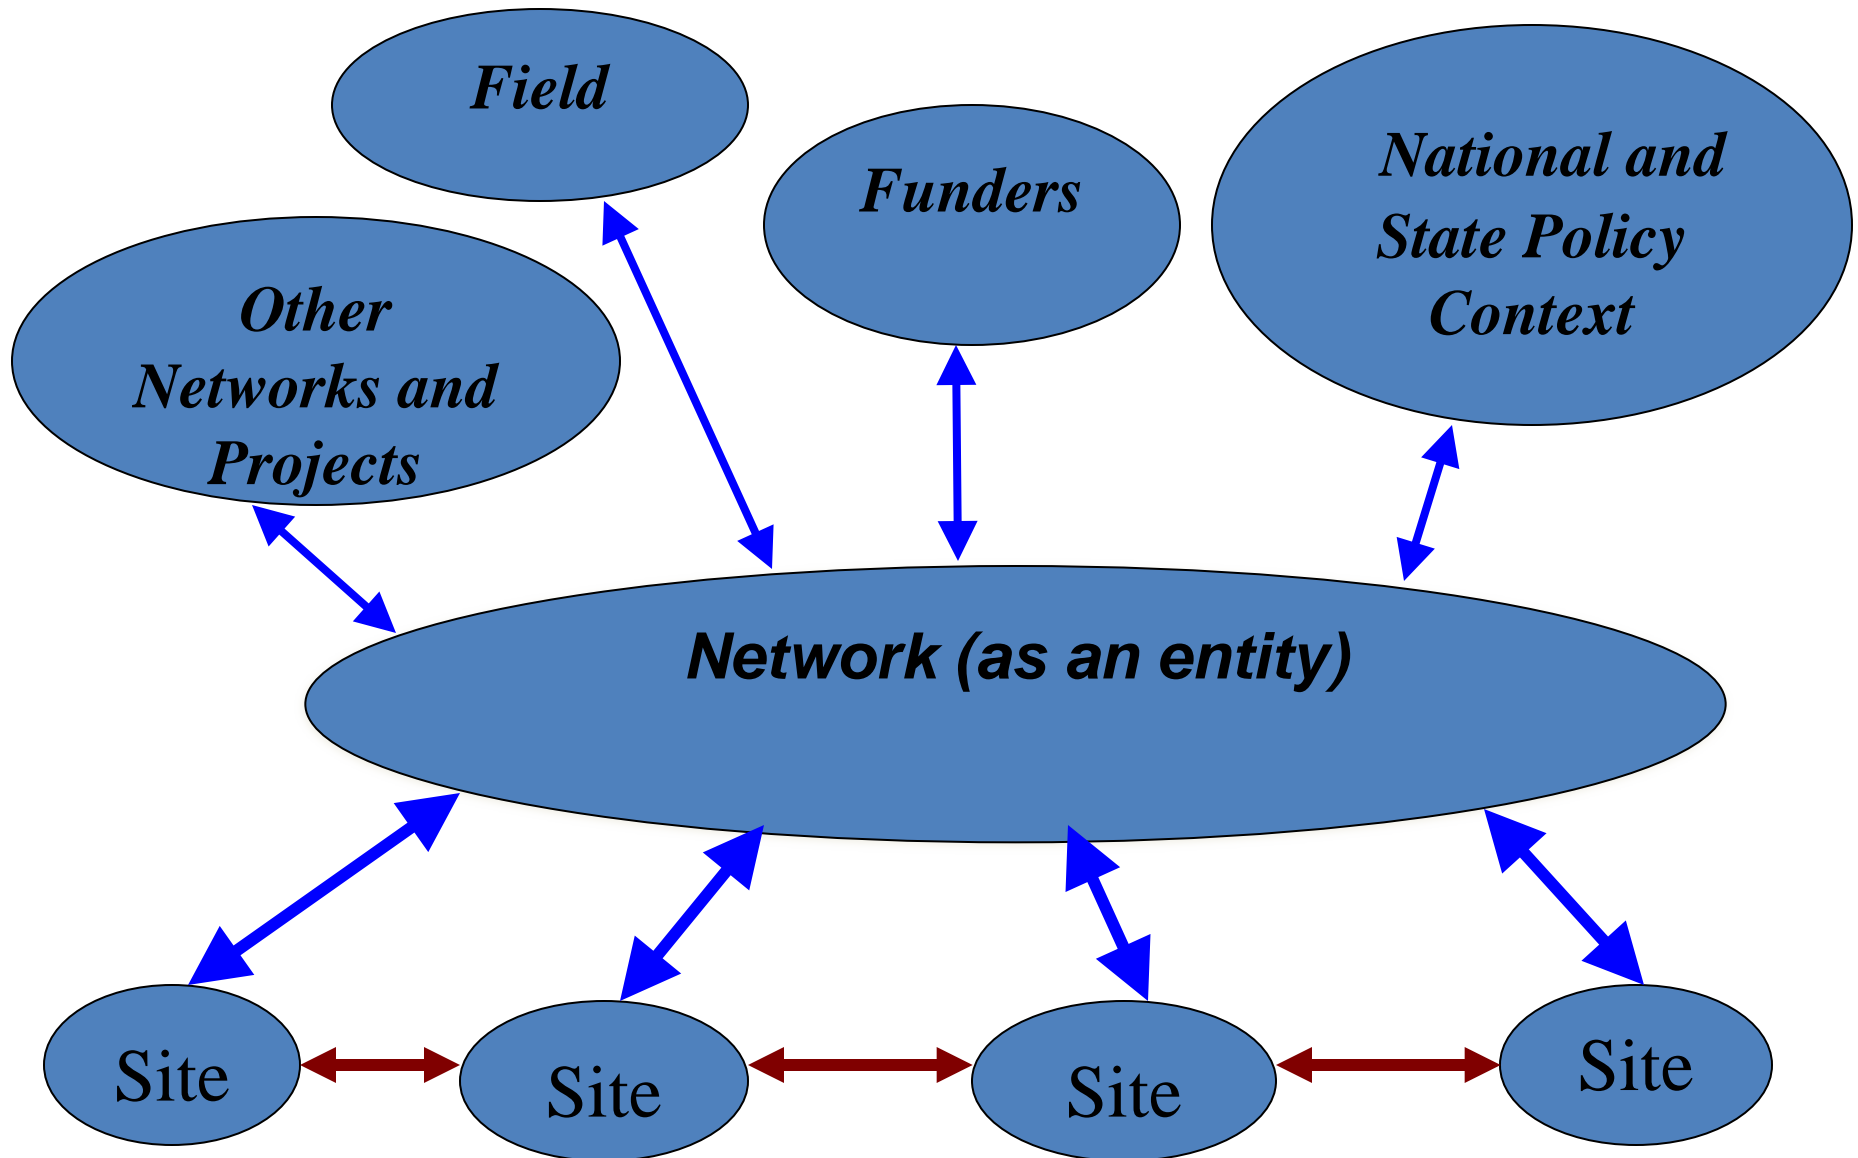 Field
Funders
National and
State Policy
Context
Other
Networks and
Projects
Network (as an entity)
Site
Site
Site
Site